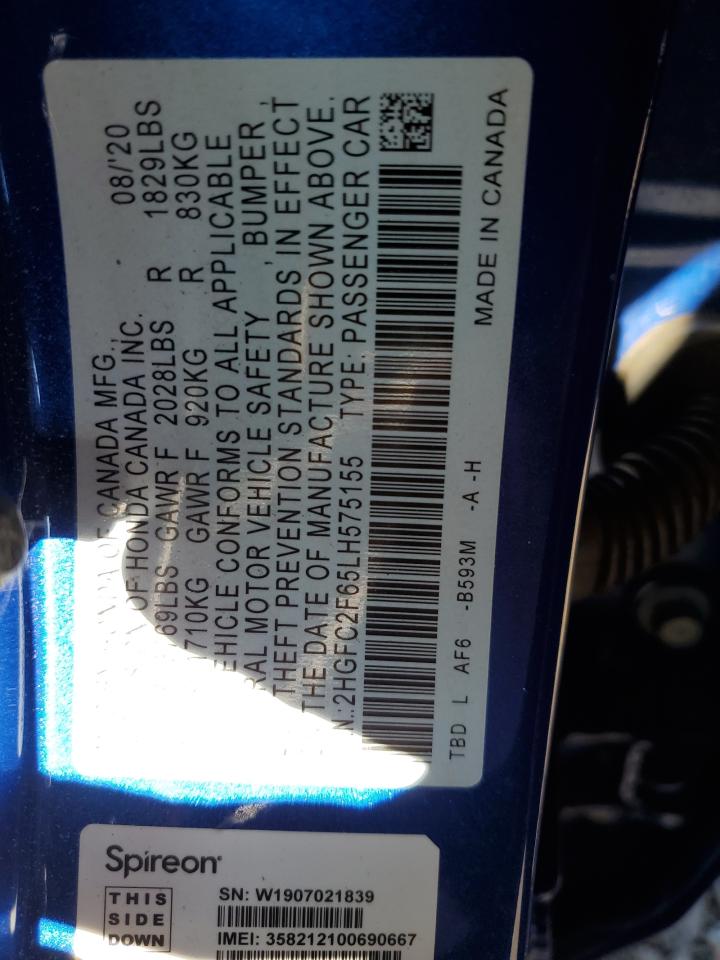 OF CANADA MFG., 08/'20
OF HONDA CANADA INC.
69LBS GAWR F 2028LBS R 1829LBS
710KG GAWR F 920KG R 830KG
VEHICLE CONFORMS TO ALL APPLICABLE
MOTOR VEHICLE SAFETY , BUMPER ,
THEFT PREVENTION STANDARDS IN EFFECT
THE DATE OF MANUFACTURE SHOWN ABOVE.
2HGFC2F65LH575155 TYPE: PASSENGER CAR
TBD L AF6 -B593M -A -H
MADE IN CANADA
Spireon
THIS
SIDE
DOWN
SN: W1907021839
IMEI: 358212100690667